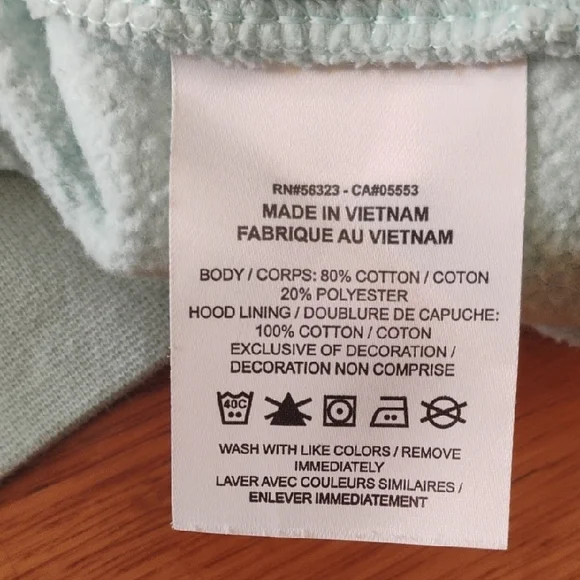 RN#56323 - CA#05553
MADE IN VIETNAM
FABRIQUE AU VIETNAM
BODY / CORPS: 80% COTTON / COTON
20% POLYESTER
HOOD LINING / DOUBLURE DE CAPUCHE:
100% COTTON / COTON
EXCLUSIVE OF DECORATION /
DECORATION NON COMPRISE
40C
WASH WITH LIKE COLORS / REMOVE
IMMEDIATELY
LAVER AVEC COULEURS SIMILAIRES /
ENLEVER IMMEDIATEMENT